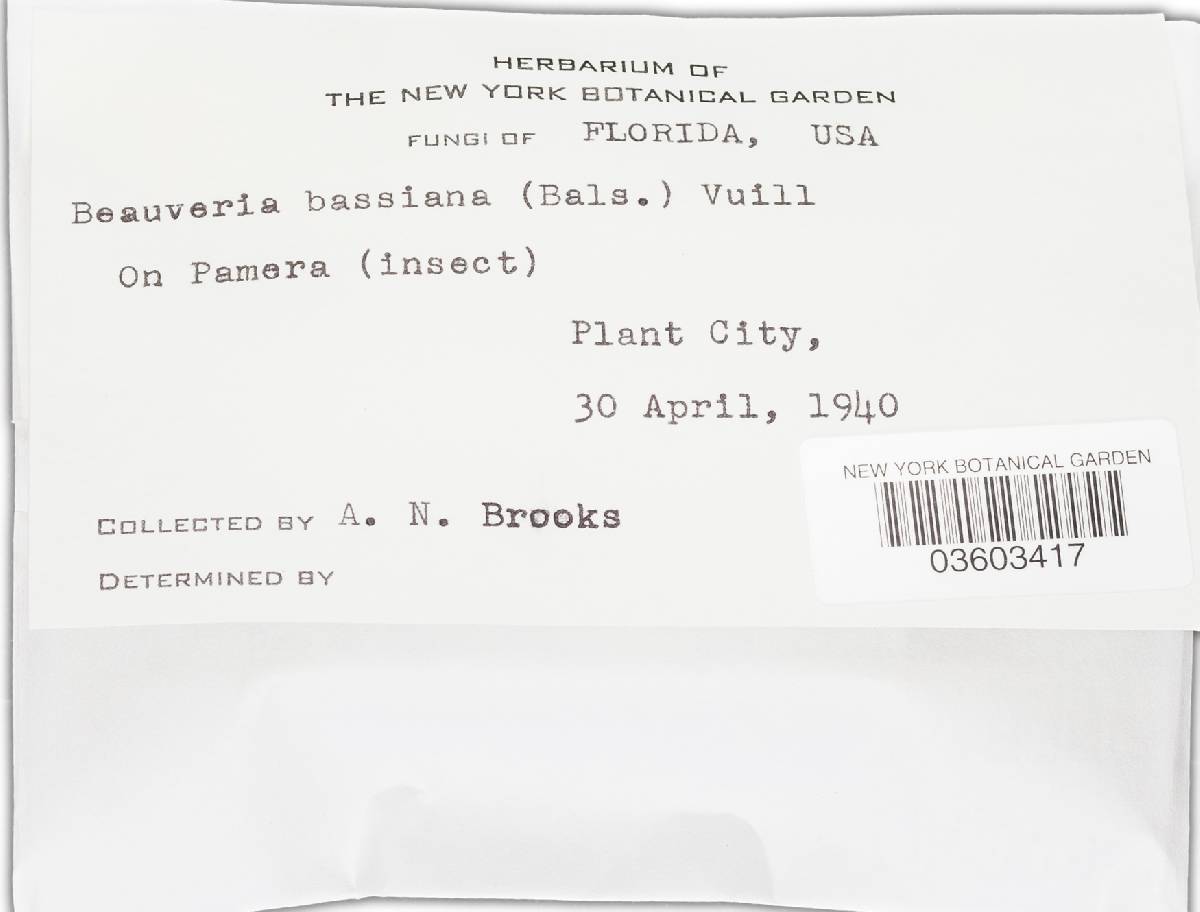 HERBARIUM OF
THE NEW YORK BOTANICAL GARDEN
FUNGI OF FLORIDA, USA
Beauveria bassiana (Bals.) Vuill
On Pamera (insect)
Plant City,
30 April, 1940
COLLECTED BY A. N. Brooks
DETERMINED BY
NEW YORK BOTANICAL GARDEN
03603417